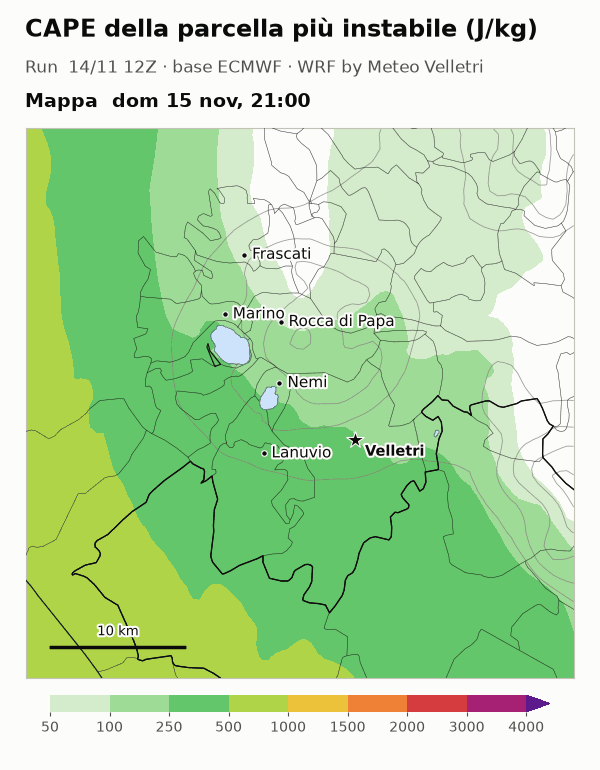 CAPE della parcella più instabile (J/kg)
Run  14/11 12Z · base ECMWF · WRF by Meteo Velletri
Mappa  dom 15 nov, 21:00
Frascati
Marino
Rocca di Papa
Nemi
Velletri
Lanuvio
10 km
50 100 250 500 1000 1500 2000 3000 4000